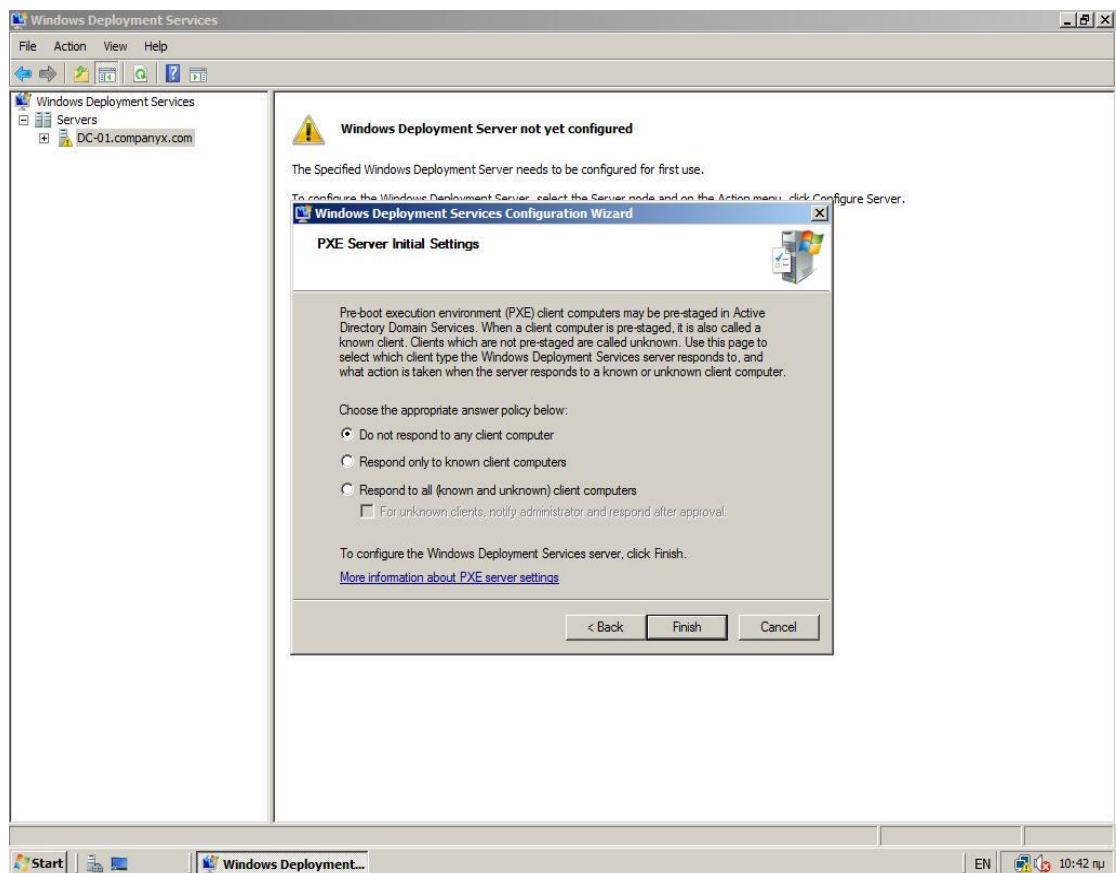 Windows Deployment Services
File Action View Help
Windows Deployment Services
Servers
DC-01.companyx.com
Windows Deployment Server not yet configured
The Specified Windows Deployment Server needs to be configured for first use.
To configure the Windows Deployment Server, select the Server node and on the Action menu, click Configure Server.
Windows Deployment Services Configuration Wizard
PXE Server Initial Settings
Pre-boot execution environment (PXE) client computers may be pre-staged in Active
Directory Domain Services. When a client computer is pre-staged, it is also called a
known client. Clients which are not pre-staged are called unknown. Use this page to
select which client type the Windows Deployment Services server responds to, and
what action is taken when the server responds to a known or unknown client computer.
Choose the appropriate answer policy below:
Do not respond to any client computer
Respond only to known client computers
Respond to all (known and unknown) client computers
For unknown clients, notify administrator and respond after approval.
To configure the Windows Deployment Services server, click Finish.
More information about PXE server settings
< Back Finish Cancel
Start Windows Deployment... EN 10:42 πμ